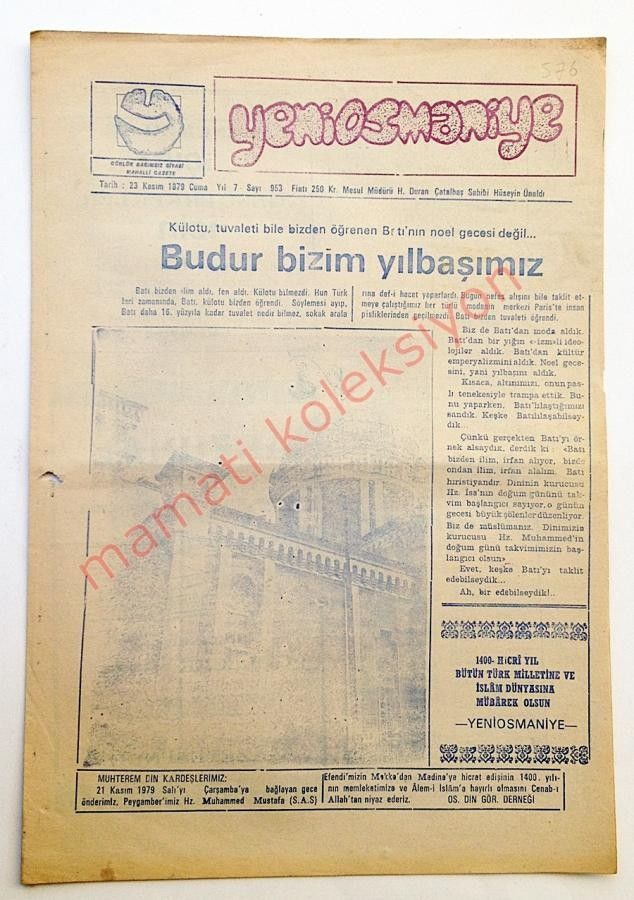 576
yeniosmaniye
GÜNLÜK BAĞIMSIZ SİYASİ
MAHALLİ GAZETE
Tarih : 23 Kasım 1979 Cuma Yıl 7 - Sayı 953 Fiatı 250 Kr. Mesul Müdürü H. Duran Çatalbaş Sahibi Hüseyin Ünaldı
Külotu, tuvaleti bile bizden öğrenen Batı'nın noel gecesi değil...
Budur bizim yılbaşımız
Batı bizden ilim aldı, fen aldı. Külotu bilmezdi. Hun Türk
leri zamanında, Batı, külotu bizden öğrendi. Söylemesi ayıp,
Batı daha 16. yüzyıla kadar tuvalet nedir bilmez, sokak arala
rına def-i hacet yaparlardı. Bugün nefes alışını bile taklit et-
meye çalıştığımız her türlü modanın merkezi Paris'te insan
pisliklerinden geçilmezdi. Batı bizden tuvaleti öğrendi.
Biz de Batı'dan moda aldık.
Batı'dan bir yığın «-izm»li ideo-
lojiler aldık. Batı'dan kültür
emperyalizmini aldık. Noel gece-
sini, yani yılbaşını aldık.
Kısaca, altınımızı, onun pas-
lı tenekesiyle trampa ettik. Bu-
nu yaparken, Batı'lılaştığımızı
sandık. Keşke Batılılaşabilsey-
dik...
Çünkü gerçekten Batı'yı ör-
nek alsaydık, derdik ki : «Batı
bizden ilim, irfan alıyor, bizde
ondan ilim, irfan alalım. Batı
hıristiyandır. Dininin kurucusu
Hz. İsa'nın doğum gününü tak-
vim başlangıcı sayıyor, o günün
gecesi büyük şölenler düzenliyor.
Biz de müslümanız. Dinimizin
kurucusu Hz. Muhammed'in
doğum günü takvimimizin baş-
langıcı olsun»
Evet, keşke Batı'yı taklit
edebilseydik...
Ah, bir edebilseydik!..
1400. HİCRİ YIL
BÜTÜN TÜRK MİLLETİNE VE
İSLÂM DÜNYASINA
MÜBÂREK OLSUN
—YENİOSMANİYE—
MUHTEREM DİN KARDEŞLERİMİZ:
21 Kasım 1979 Salı'yı Çarşamba'ya bağlayan gece
önderimiz, Peygamber'imiz Hz. Muhammed Mustafa (S.A.S)
Efendi'mizin Mekke'dan Medine'ye hicret edişinin 1400. yılı-
nın memleketimize ve Âlem-i İslâm'a hayırlı olmasını Cenab-ı
Allah'tan niyaz ederiz. OS. DİN GÖR. DERNEĞİ
mamati koleksiyon